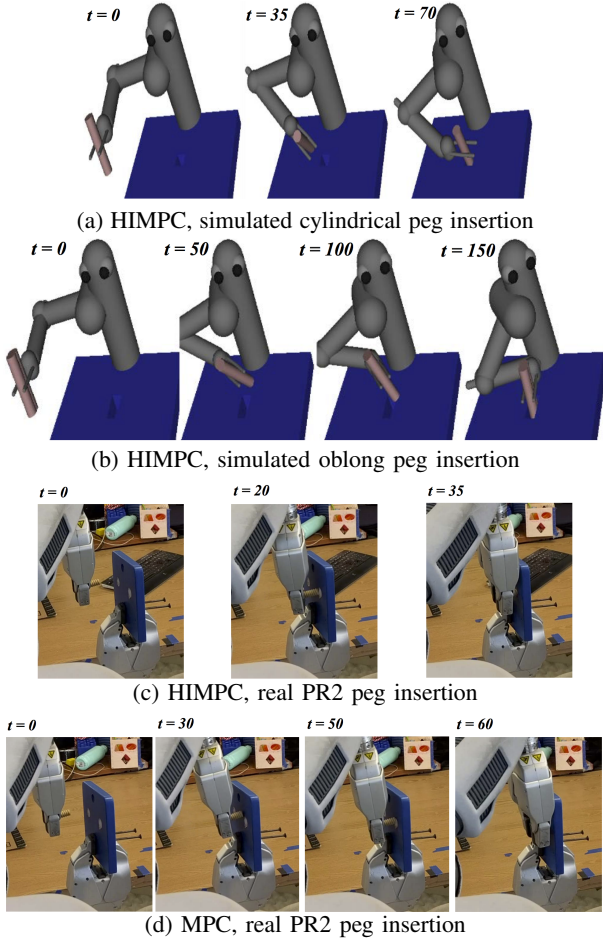 t = 0 t = 35 t = 70
(a) HIMPC, simulated cylindrical peg insertion
t = 0 t = 50 t = 100 t = 150
(b) HIMPC, simulated oblong peg insertion
t = 0 t = 20 t = 35
(c) HIMPC, real PR2 peg insertion
t = 0 t = 30 t = 50 t = 60
(d) MPC, real PR2 peg insertion